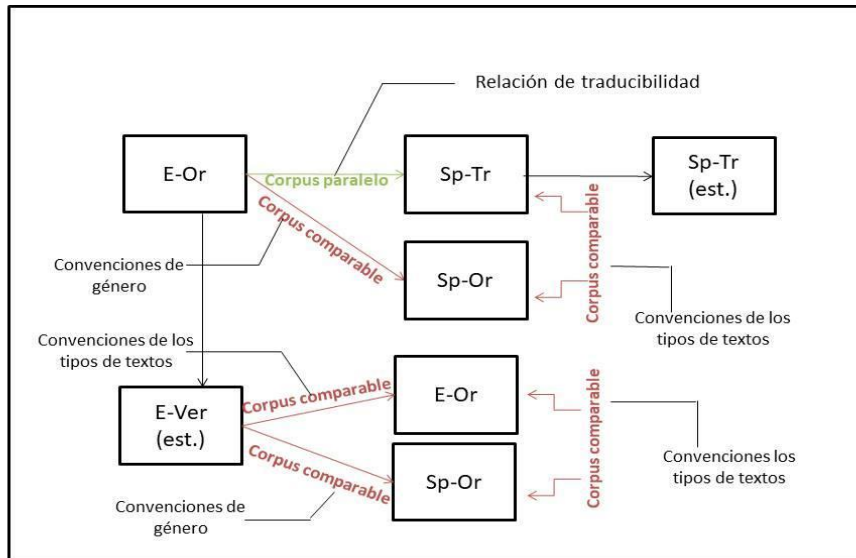 Relación de traducibilidad
E-Or
Corpus paralelo
Sp-Tr
Sp-Tr
(est.)
Corpus comparable
Convenciones de
género
Sp-Or
Corpus comparable
Convenciones de los
tipos de textos
Convenciones de los
tipos de textos
E-Ver
(est.)
Corpus comparable
E-Or
Corpus comparable
Convenciones los
tipos de textos
Corpus comparable
Sp-Or
Convenciones de
género